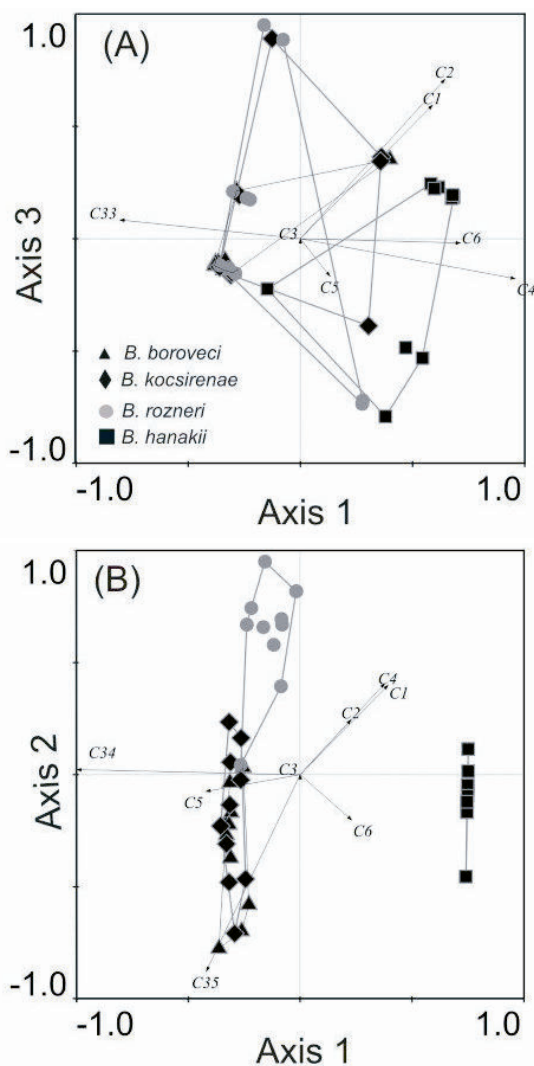 1.0
(A)
C2
C1
C33
C3
C6
C5
C4
Axis 3
B. boroveci
B. kocsirenae
B. rozneri
B. hanakii
-1.0
-1.0
1.0
Axis 1
1.0
(B)
C4
C1
C2
C34
C3
C5
C6
Axis 2
C35
-1.0
-1.0
1.0
Axis 1